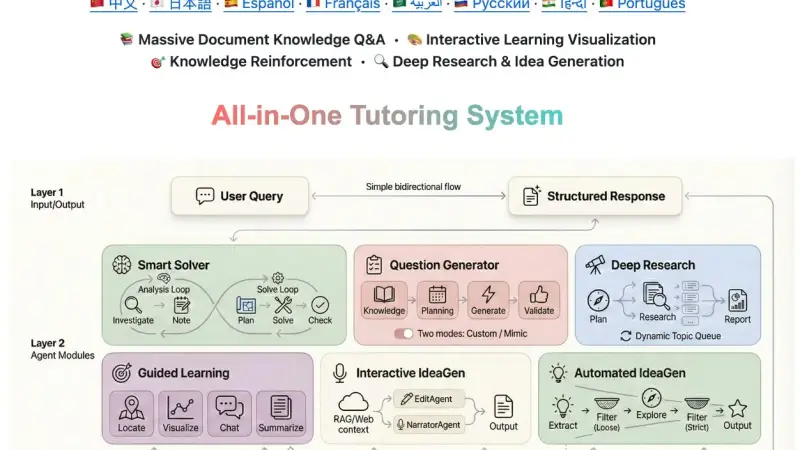 🇨🇳 中文 · 🇯🇵 日本語 · 🇪🇸 Español · 🇫🇷 Français · 🇸🇦 العربية · 🇷🇺 Русский · 🇮🇳 हिन्दी · 🇵🇹 Português
📚 Massive Document Knowledge Q&A • 🎨 Interactive Learning Visualization
🎯 Knowledge Reinforcement • 🔍 Deep Research & Idea Generation
All-in-One Tutoring System
Layer 1
Input/Output
User Query
Simple bidirectional flow
Structured Response
Layer 2
Agent Modules
Smart Solver
Analysis Loop
Solve Loop
Investigate
Note
Plan
Solve
Check
Question Generator
Knowledge
Planning
Generate
Validate
Two modes: Custom / Mimic
Deep Research
Plan
Research
...
Report
Dynamic Topic Queue
Guided Learning
Locate
Visualize
Chat
Summarize
Interactive IdeaGen
RAG/Web
context
EditAgent
NarratorAgent
Output
Automated IdeaGen
Extract
Filter
(Loose)
Explore
Filter
(Strict)
Output